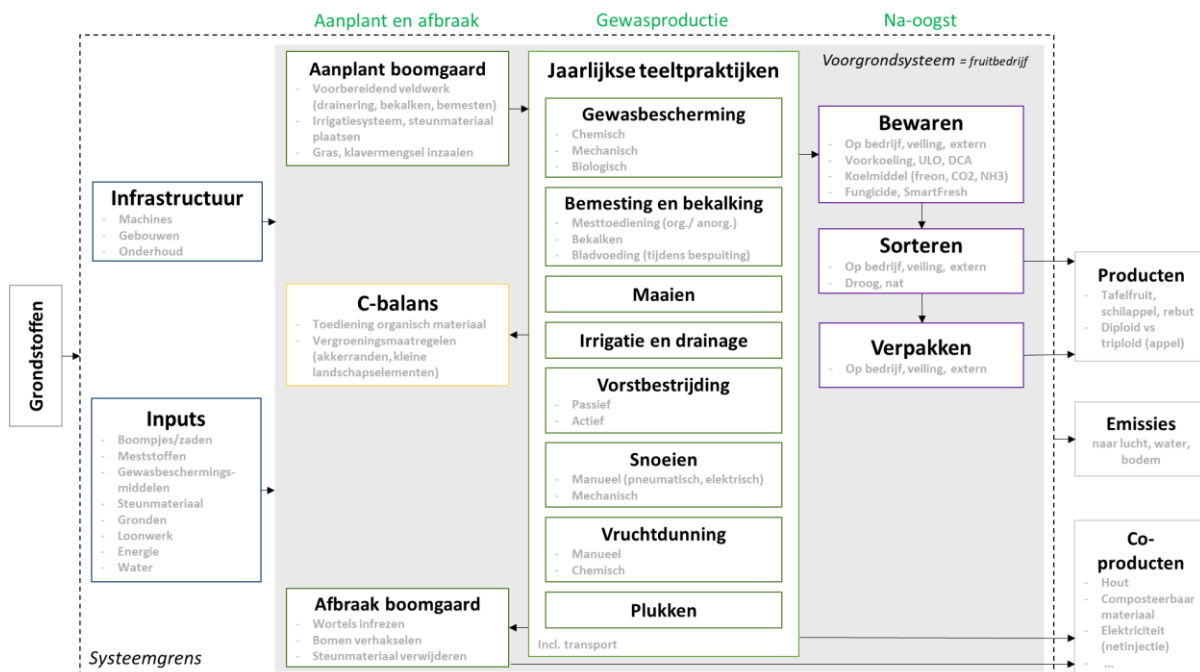 Aanplant en afbraak
Gewasproductie
Na-oogst
Voorgrondsysteem = fruitbedrijf
Grondstoffen
Infrastructuur
- Machines
- Gebouwen
- Onderhoud
Inputs
- Boompjes/zaden
- Meststoffen
- Gewasbeschermings-
middelen
- Steunmateriaal
- Gronden
- Loonwerk
- Energie
- Water
Systeemgrens
Aanplant boomgaard
- Voorbereidend veldwerk
(drainering, bekalken, bemesten)
- Irrigatiesysteem, steunmateriaal
plaatsen
- Gras, klavermengsel inzaaien
C-balans
- Toediening organisch materiaal
- Vergroeningsmaatregelen
(akkerranden, kleine
landschapselementen)
Afbraak boomgaard
- Wortels infrezen
- Bomen verhakselen
- Steunmateriaal verwijderen
Jaarlijkse teeltpraktijken
Gewasbescherming
- Chemisch
- Mechanisch
- Biologisch
Bemesting en bekalking
- Mesttoediening (org./ anorg.)
- Bekalken
- Bladvoeding (tijdens bespuiting)
Maaien
Irrigatie en drainage
Vorstbestrijding
- Passief
- Actief
Snoeien
- Manueel (pneumatisch, elektrisch)
- Mechanisch
Vruchtdunning
- Manueel
- Chemisch
Plukken
Incl. transport
Bewaren
- Op bedrijf, veiling, extern
- Voorkoeling, ULO, DCA
- Koelmiddel (freon, CO2, NH3)
- Fungicide, SmartFresh
Sorteren
- Op bedrijf, veiling, extern
- Droog, nat
Verpakken
- Op bedrijf, veiling, extern
Producten
- Tafelfruit,
schilappel, rebut
- Diploid vs
triploid (appel)
Emissies
naar lucht, water,
bodem
Co-
producten
- Hout
- Composteerbaar
materiaal
- Elektriciteit
(netinjectie)
- ...